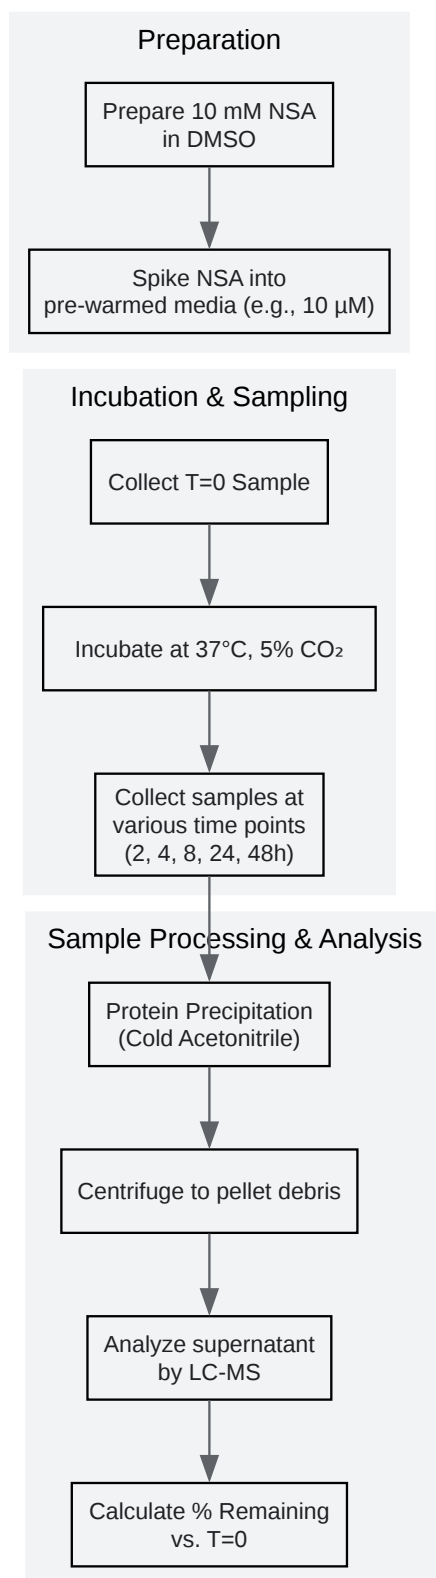 Preparation
Prepare 10 mM NSA
in DMSO
Spike NSA into
pre-warmed media (e.g., 10 µM)
Incubation & Sampling
Collect T=0 Sample
Incubate at 37°C, 5% CO₂
Collect samples at
various time points
(2, 4, 8, 24, 48h)
Sample Processing & Analysis
Protein Precipitation
(Cold Acetonitrile)
Centrifuge to pellet debris
Analyze supernatant
by LC-MS
Calculate % Remaining
vs. T=0